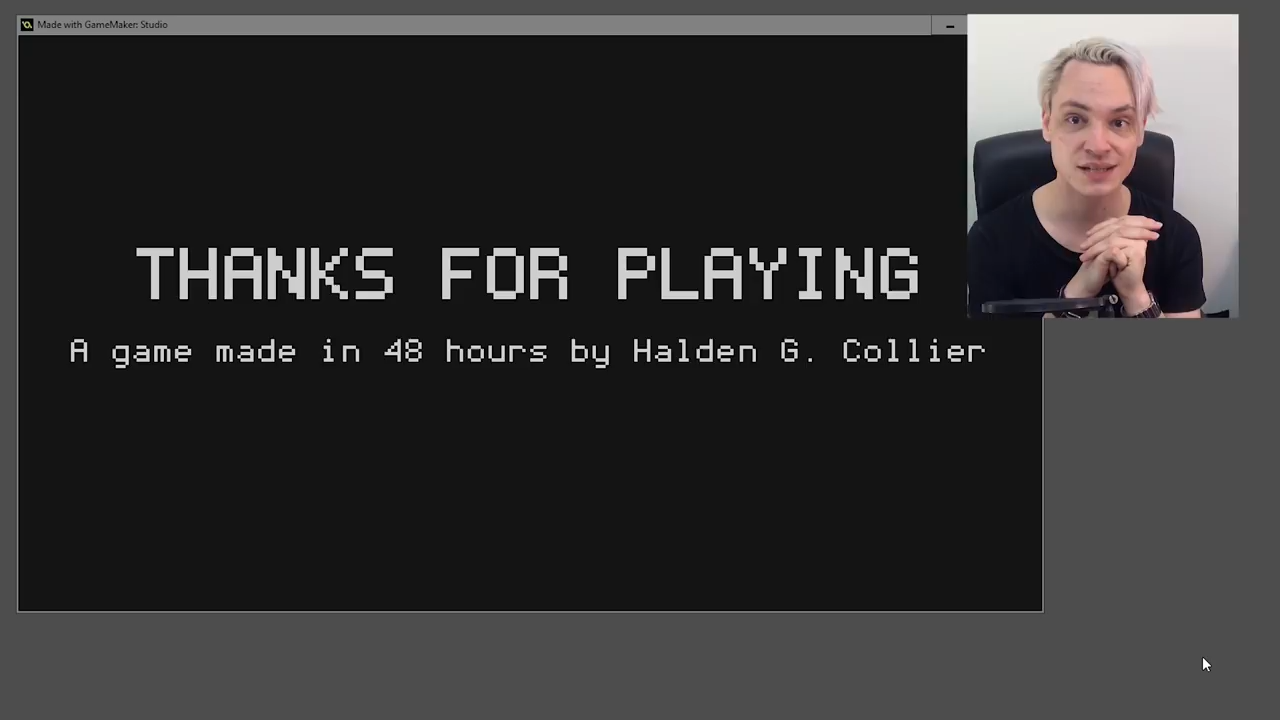 Made with GameMaker: Studio
THANKS FOR PLAYING
A game made in 48 hours by Halden G. Collier